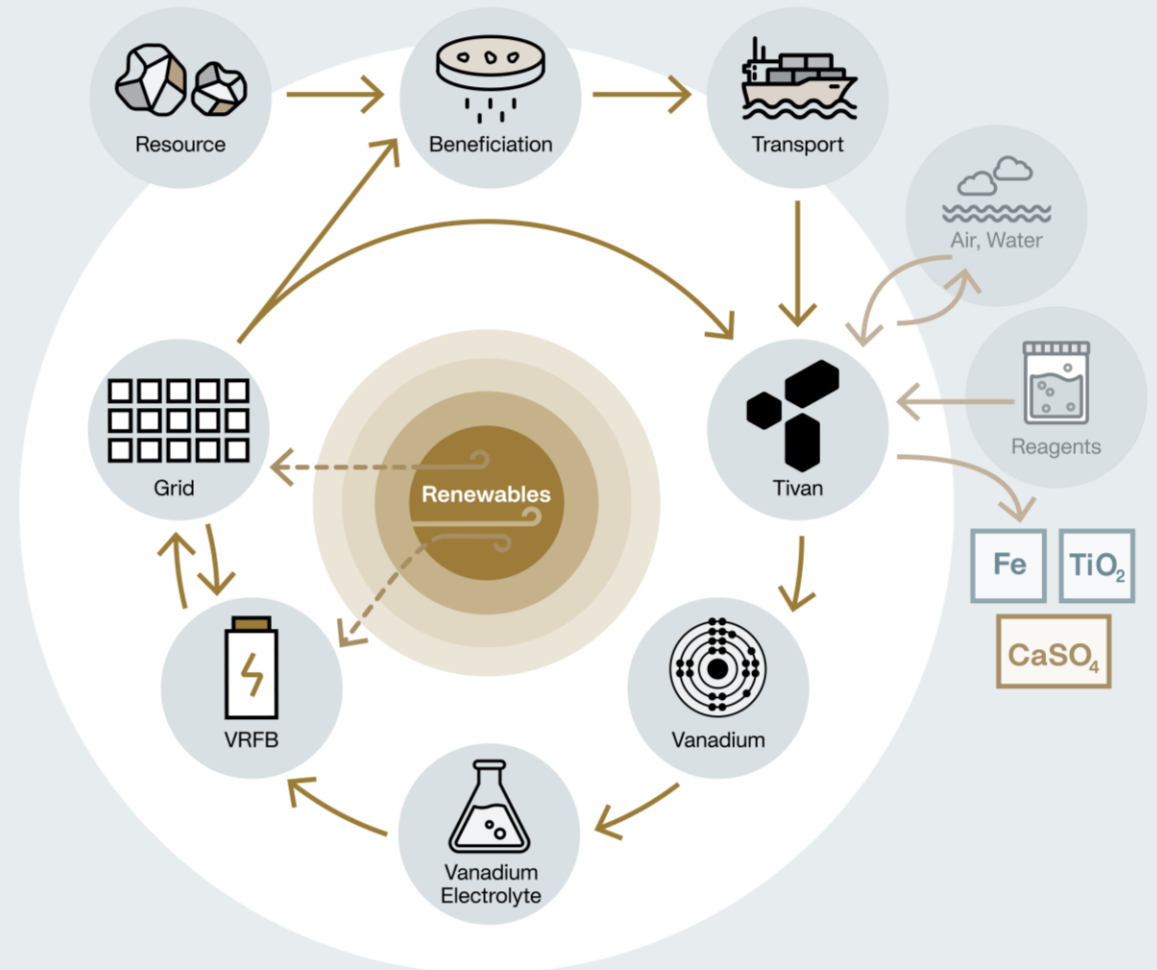 Resource
Beneficiation
Transport
Air, Water
Reagents
Grid
Renewables
Tivan
Fe
TiO₂
CaSO₄
VRFB
Vanadium
Vanadium
Electrolyte